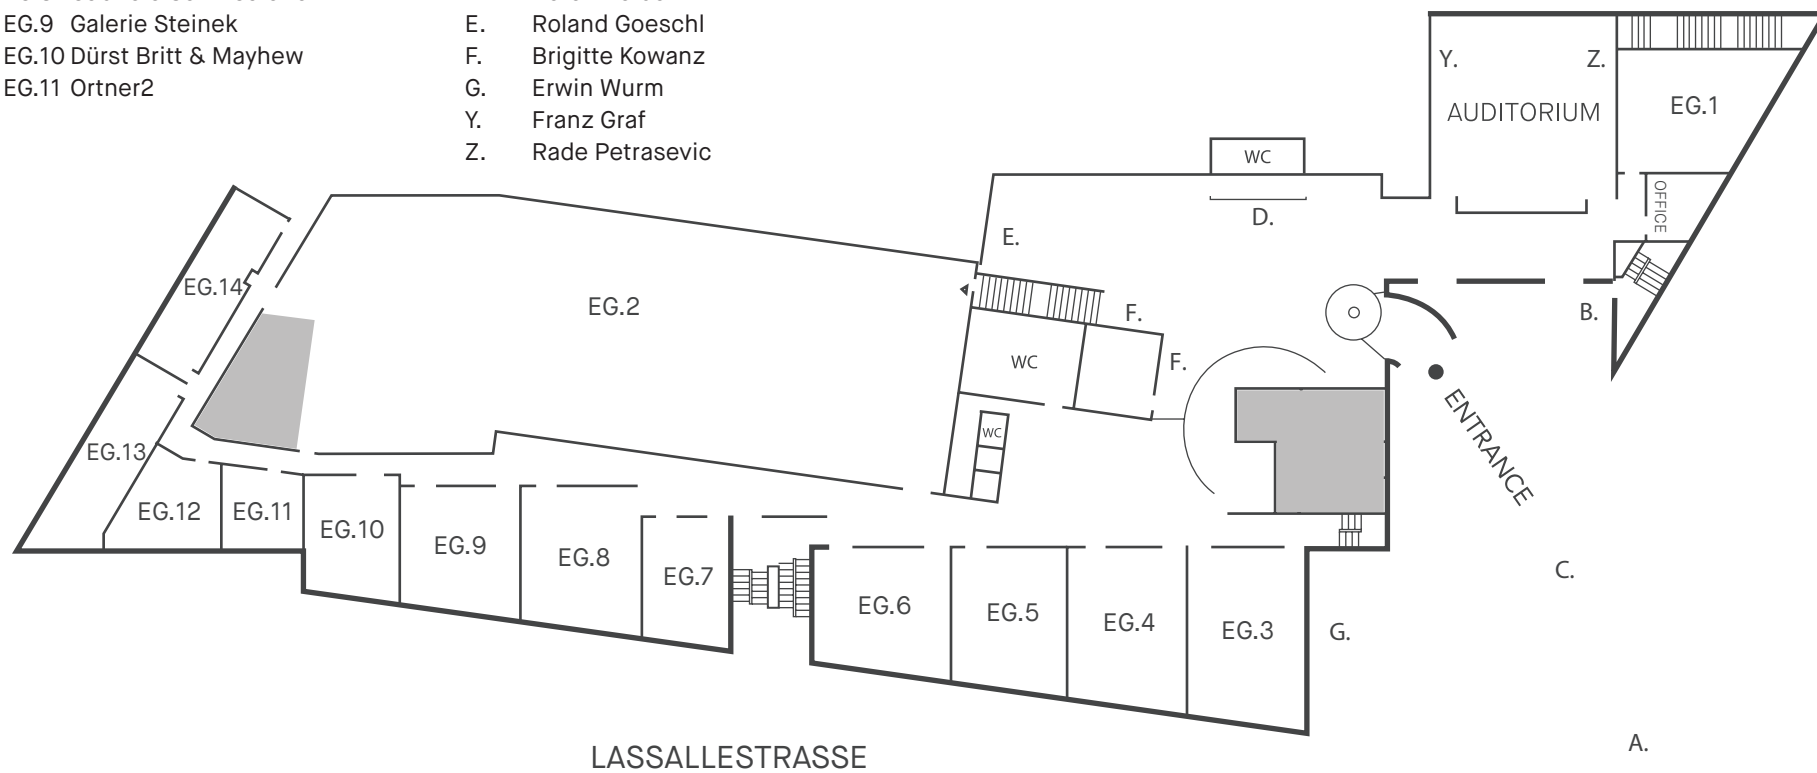 EG.9 Galerie Steinek
EG.10 Dürst Britt & Mayhew
EG.11 Ortner2
E. Roland Goeschl
F. Brigitte Kowanz
G. Erwin Wurm
Y. Franz Graf
Z. Rade Petrasevic
Y.
Z.
AUDITORIUM
EG.1
WC
OFFICE
D.
E.
EG.14
EG.2
F.
B.
WC
F.
ENTRANCE
WC
EG.13
EG.12
EG.11
EG.10
EG.9
EG.8
EG.7
EG.6
EG.5
EG.4
EG.3
G.
C.
A.
LASSALLESTRASSE